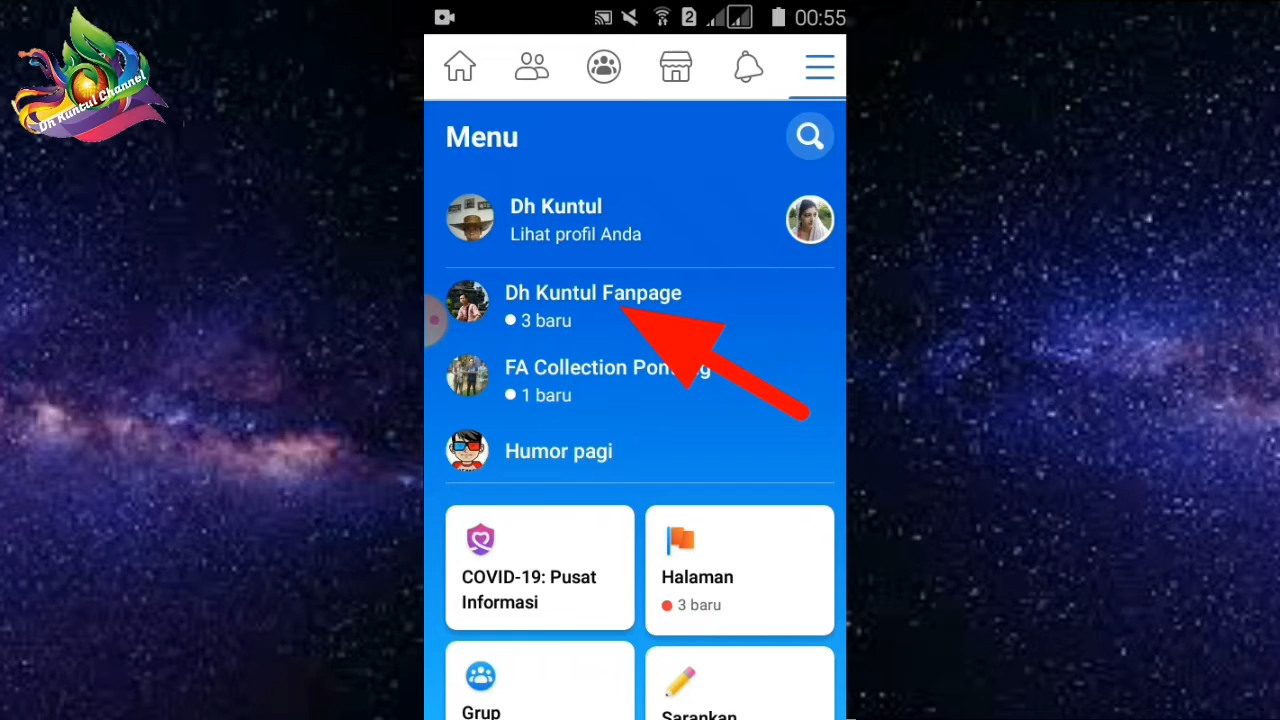 Dh Kuntul Channel
2
00:55
Menu
Dh Kuntul
Lihat profil Anda
Dh Kuntul Fanpage
3 baru
FA Collection
1 baru
Humor pagi
COVID-19: Pusat
Informasi
Halaman
3 baru
Grup
Sarankan